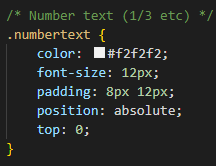 /* Number text (1/3 etc) */
.numbertext {
    color: #f2f2f2;
    font-size: 12px;
    padding: 8px 12px;
    position: absolute;
    top: 0;
}